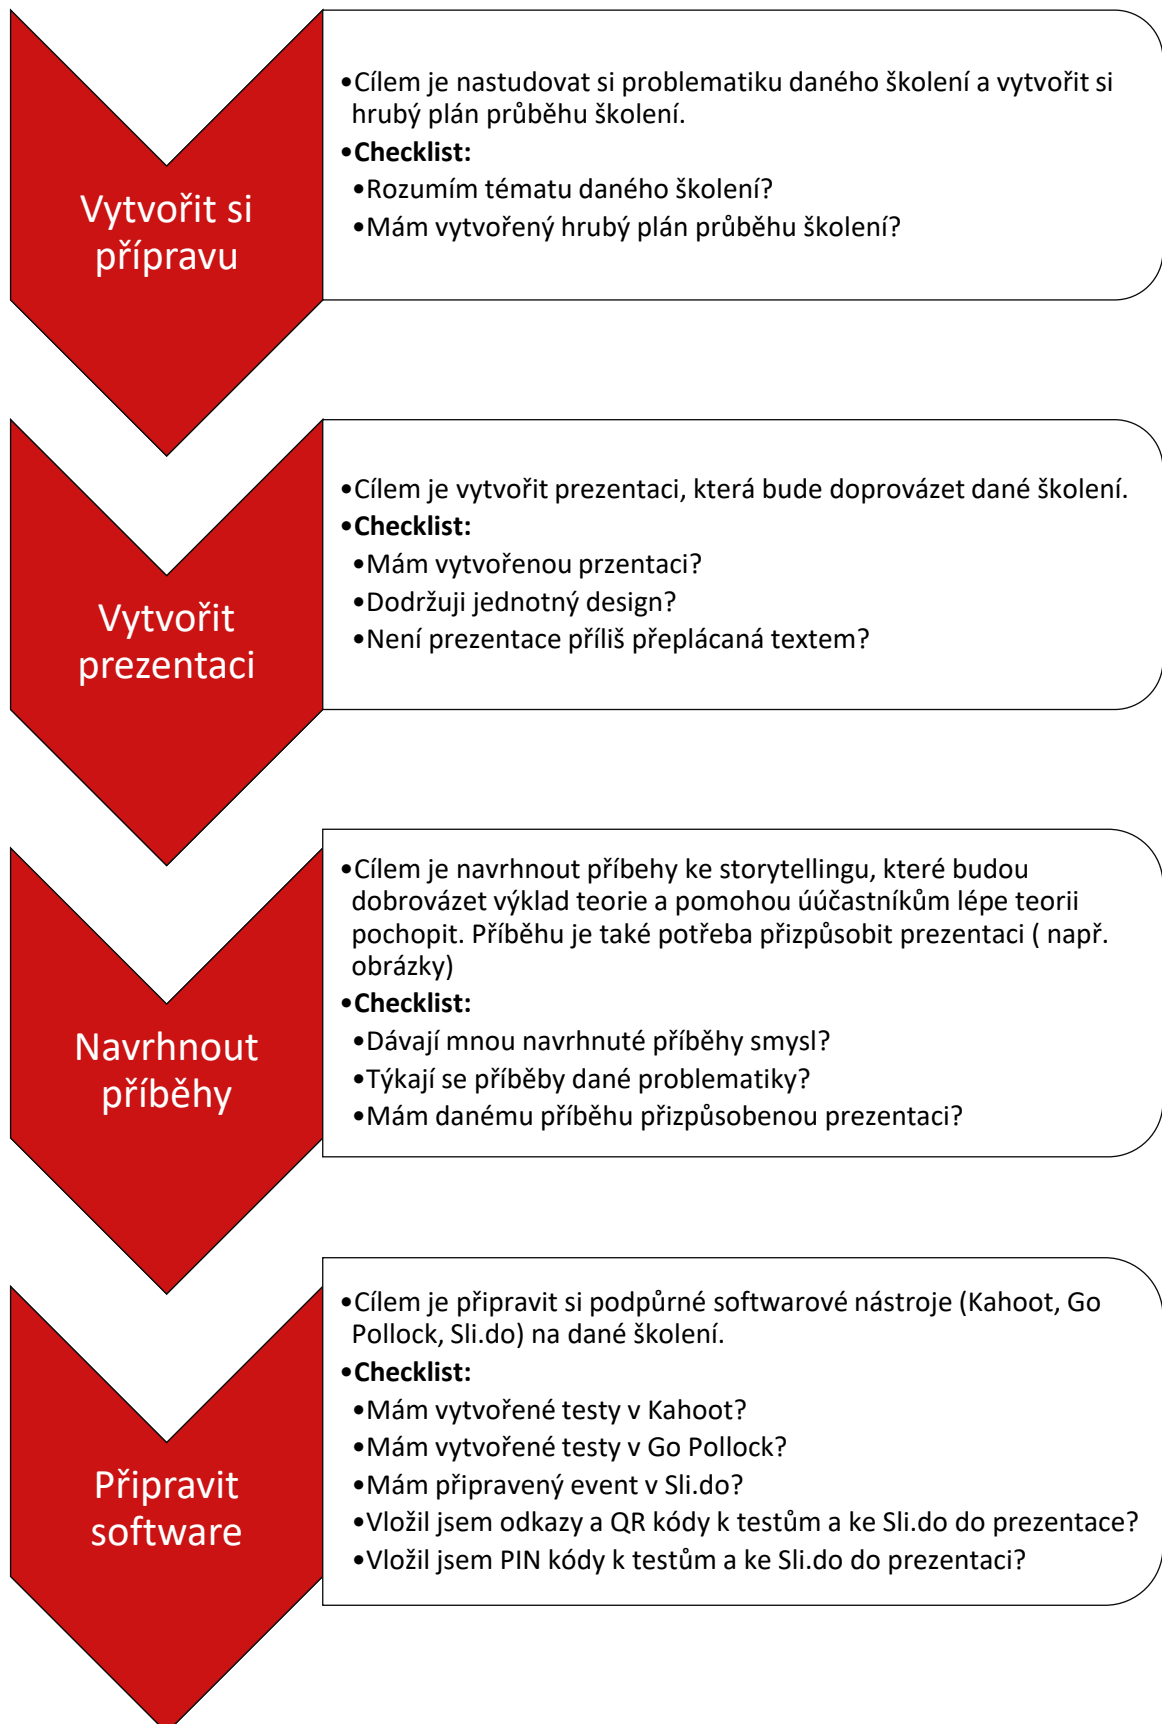 Vytvořit si
přípravu
•Cílem je nastudovat si problematiku daného školení a vytvořit si
hrubý plán průběhu školení.
•Checklist:
•Rozumím tématu daného školení?
•Mám vytvořený hrubý plán průběhu školení?
Vytvořit
prezentaci
•Cílem je vytvořit prezentaci, která bude doprovázet dané školení.
•Checklist:
•Mám vytvořenou przentaci?
•Dodržuji jednotný design?
•Není prezentace příliš přeplácaná textem?
Navrhnout
příběhy
•Cílem je navrhnout příbehy ke storytellingu, které budou
dobrovázet výklad teorie a pomohou úúčastníkům lépe teorii
pochopit. Příběhu je také potřeba přizpůsobit prezentaci ( např.
obrázky)
•Checklist:
•Dávají mnou navrhnuté příběhy smysl?
•Týkají se příběby dané problematiky?
•Mám danému příběhu přizpůsobenou prezentaci?
Připravit
software
•Cílem je připravit si podpůrné softwarové nástroje (Kahoot, Go
Pollock, Sli.do) na dané školení.
•Checklist:
•Mám vytvořené testy v Kahoot?
•Mám vytvořené testy v Go Pollock?
•Mám připravený event v Sli.do?
•Vložil jsem odkazy a QR kódy k testům a ke Sli.do do prezentace?
•Vložil jsem PIN kódy k testům a ke Sli.do do prezentaci?